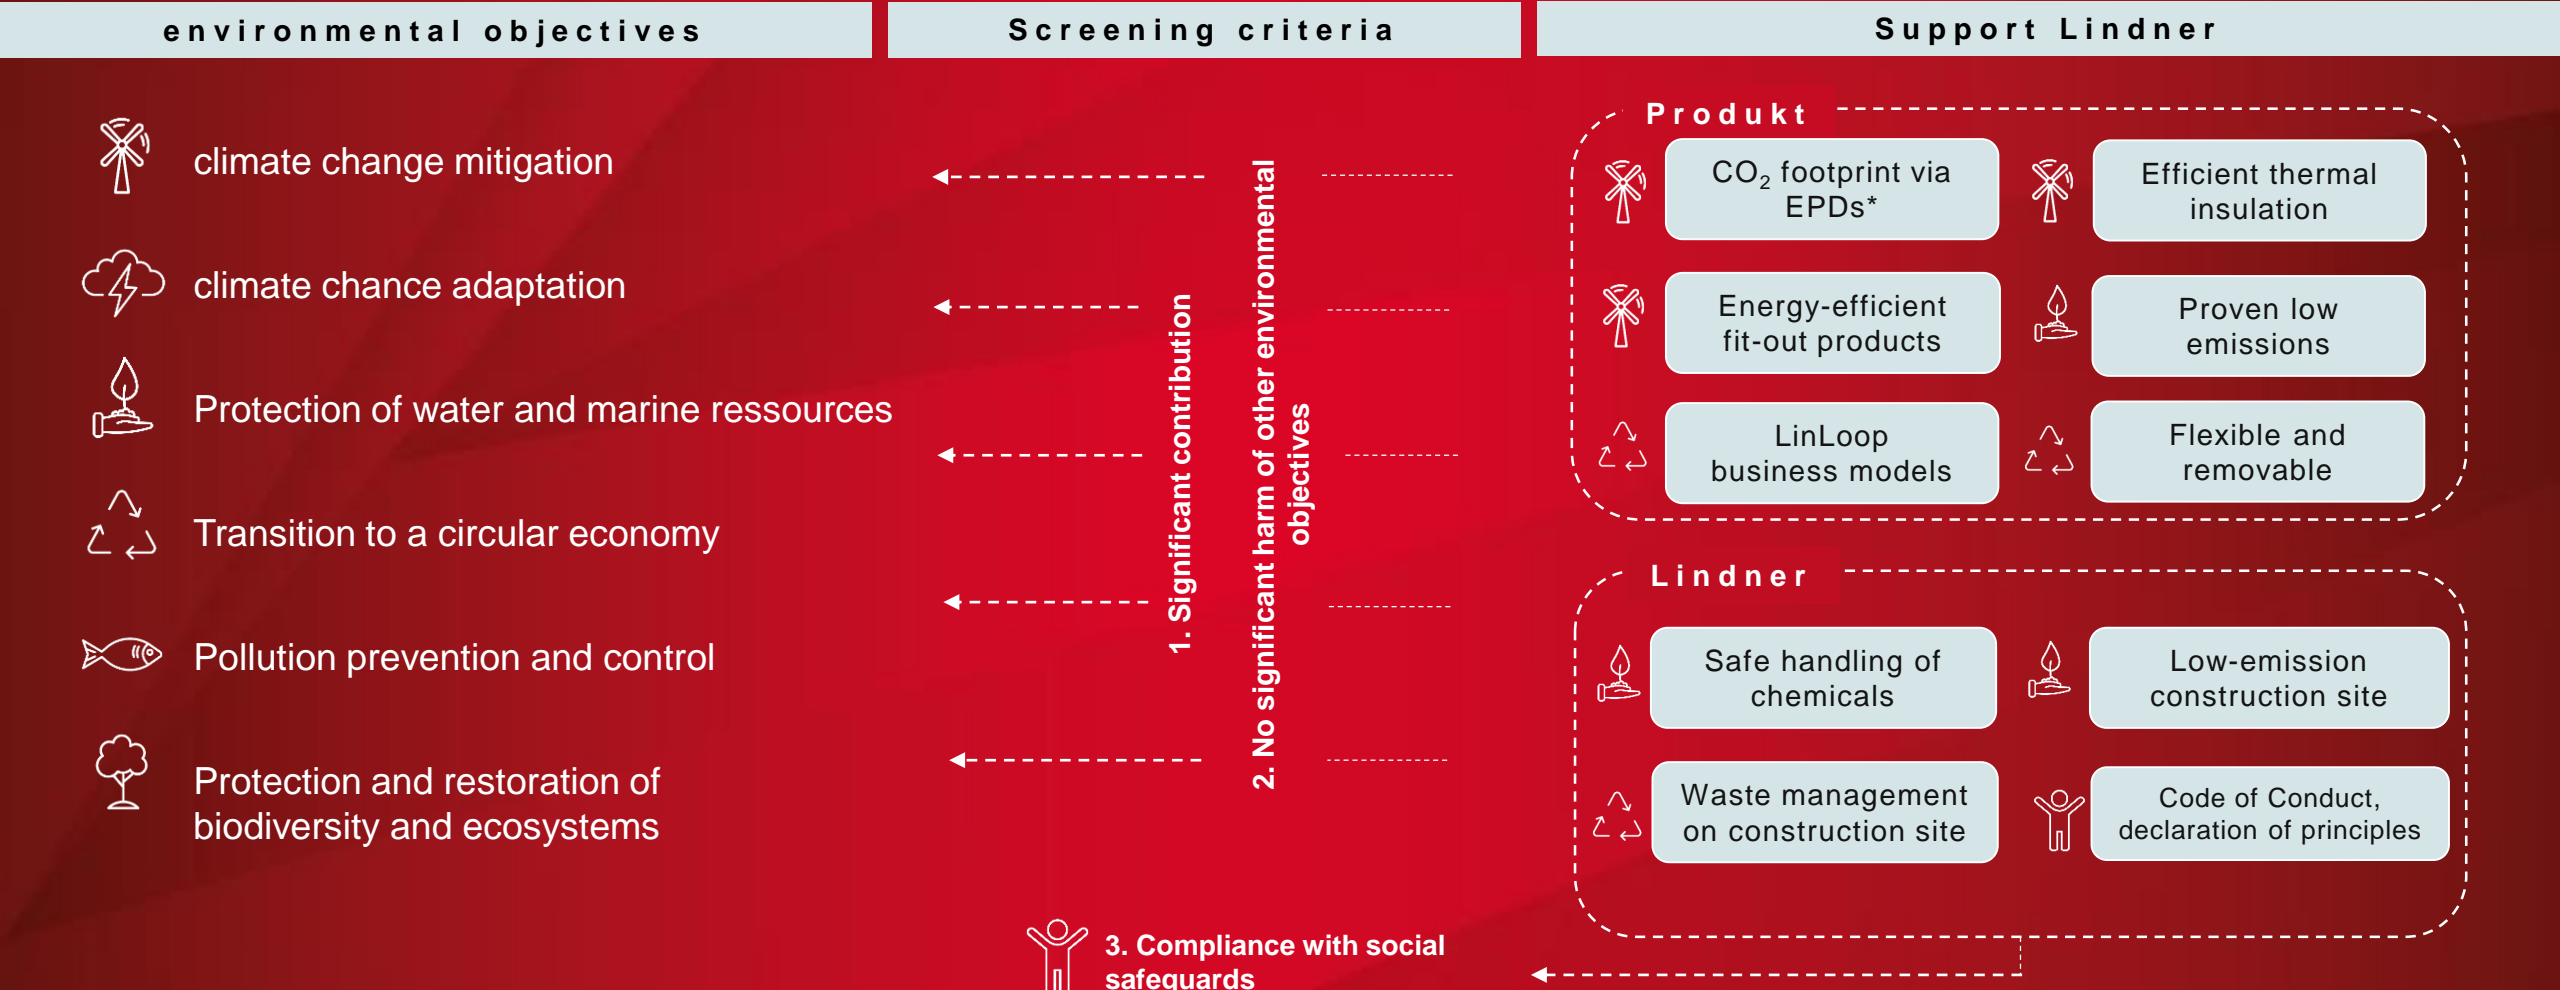 environmental objectives
Screening criteria
Support Lindner
climate change mitigation
climate chance adaptation
Protection of water and marine ressources
Transition to a circular economy
Pollution prevention and control
Protection and restoration of
biodiversity and ecosystems
1. Significant contribution
2. No significant harm of other environmental
objectives
3. Compliance with social
safeguards
Produkt
CO₂ footprint via
EPDs*
Efficient thermal
insulation
Energy-efficient
fit-out products
Proven low
emissions
LinLoop
business models
Flexible and
removable
Lindner
Safe handling of
chemicals
Low-emission
construction site
Waste management
on construction site
Code of Conduct,
declaration of principles